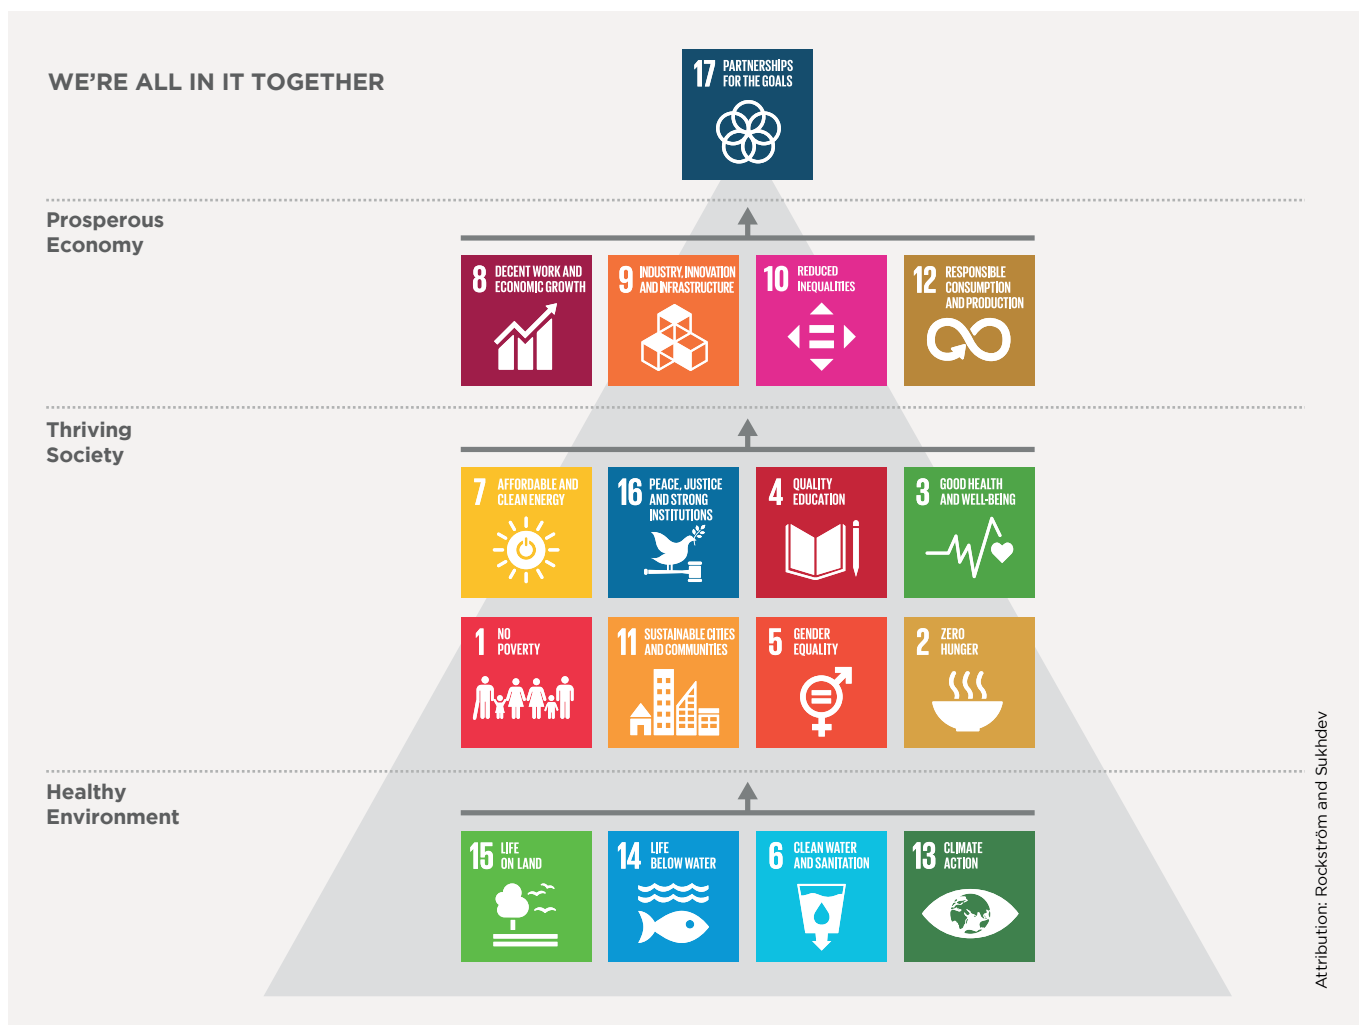 WE'RE ALL IN IT TOGETHER
17 PARTNERSHIPS
FOR THE GOALS
Prosperous
Economy
8 DECENT WORK AND
ECONOMIC GROWTH
9 INDUSTRY, INNOVATION
AND INFRASTRUCTURE
10 REDUCED
INEQUALITIES
12 RESPONSIBLE
CONSUMPTION
AND PRODUCTION
Thriving
Society
7 AFFORDABLE AND
CLEAN ENERGY
16 PEACE, JUSTICE
AND STRONG
INSTITUTIONS
4 QUALITY
EDUCATION
3 GOOD HEALTH
AND WELL-BEING
1 NO
POVERTY
11 SUSTAINABLE CITIES
AND COMMUNITIES
5 GENDER
EQUALITY
2 ZERO
HUNGER
Healthy
Environment
15 LIFE
ON LAND
14 LIFE
BELOW WATER
6 CLEAN WATER
AND SANITATION
13 CLIMATE
ACTION
Attribution: Rockström and Sukhdev